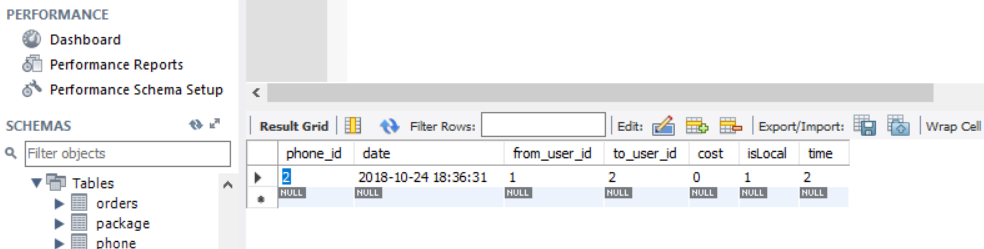 PERFORMANCE
Dashboard
Performance Reports
Performance Schema Setup
SCHEMAS
Filter objects
Tables
orders
package
phone
Result Grid Filter Rows: Edit: Export/Import: Wrap Cell
phone_id date from_user_id to_user_id cost isLocal time
2 2018-10-24 18:36:31 1 2 0 1 2
NULL NULL NULL NULL NULL NULL NULL